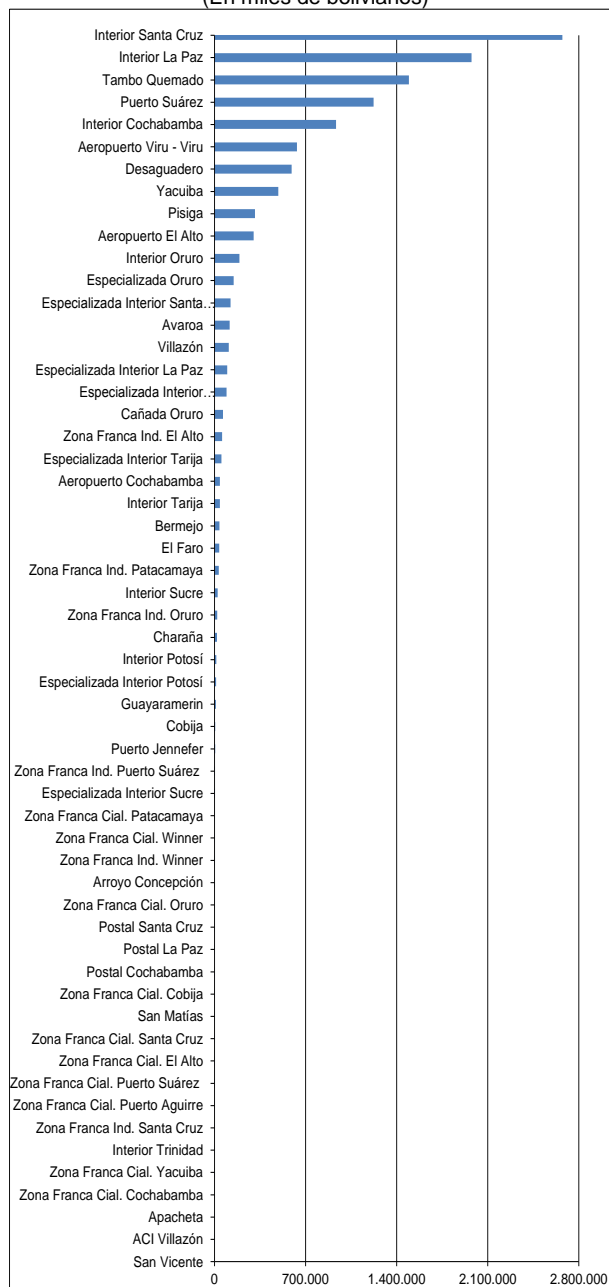 (En miles de bolivianos)
Interior Santa Cruz
Interior La Paz
Tambo Quemado
Puerto Suárez
Interior Cochabamba
Aeropuerto Viru - Viru
Desaguadero
Yacuiba
Pisiga
Aeropuerto El Alto
Interior Oruro
Especializada Oruro
Especializada Interior Santa…
Avaroa
Villazón
Especializada Interior La Paz
Especializada Interior…
Cañada Oruro
Zona Franca Ind. El Alto
Especializada Interior Tarija
Aeropuerto Cochabamba
Interior Tarija
Bermejo
El Faro
Zona Franca Ind. Patacamaya
Interior Sucre
Zona Franca Ind. Oruro
Charaña
Interior Potosí
Especializada Interior Potosí
Guayaramerin
Cobija
Puerto Jennefer
Zona Franca Ind. Puerto Suárez
Especializada Interior Sucre
Zona Franca Cial. Patacamaya
Zona Franca Cial. Winner
Zona Franca Ind. Winner
Arroyo Concepción
Zona Franca Cial. Oruro
Postal Santa Cruz
Postal La Paz
Postal Cochabamba
Zona Franca Cial. Cobija
San Matías
Zona Franca Cial. Santa Cruz
Zona Franca Cial. El Alto
Zona Franca Cial. Puerto Suárez
Zona Franca Cial. Puerto Aguirre
Zona Franca Ind. Santa Cruz
Interior Trinidad
Zona Franca Cial. Yacuiba
Zona Franca Cial. Cochabamba
Apacheta
ACI Villazón
San Vicente
0 700.000 1.400.000 2.100.000 2.800.000